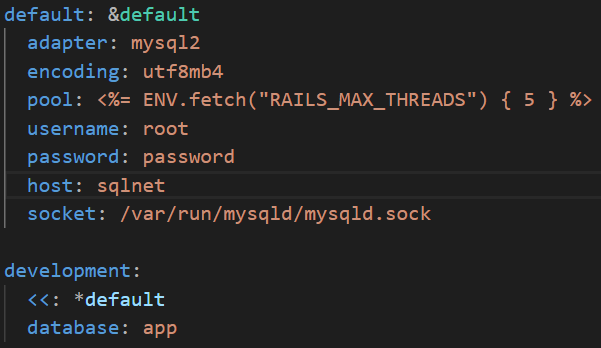 default: &default
  adapter: mysql2
  encoding: utf8mb4
  pool: <%= ENV.fetch("RAILS_MAX_THREADS") { 5 } %>
  username: root
  password: password
  host: sqlnet
  socket: /var/run/mysqld/mysqld.sock

development:
  <<: *default
  database: app